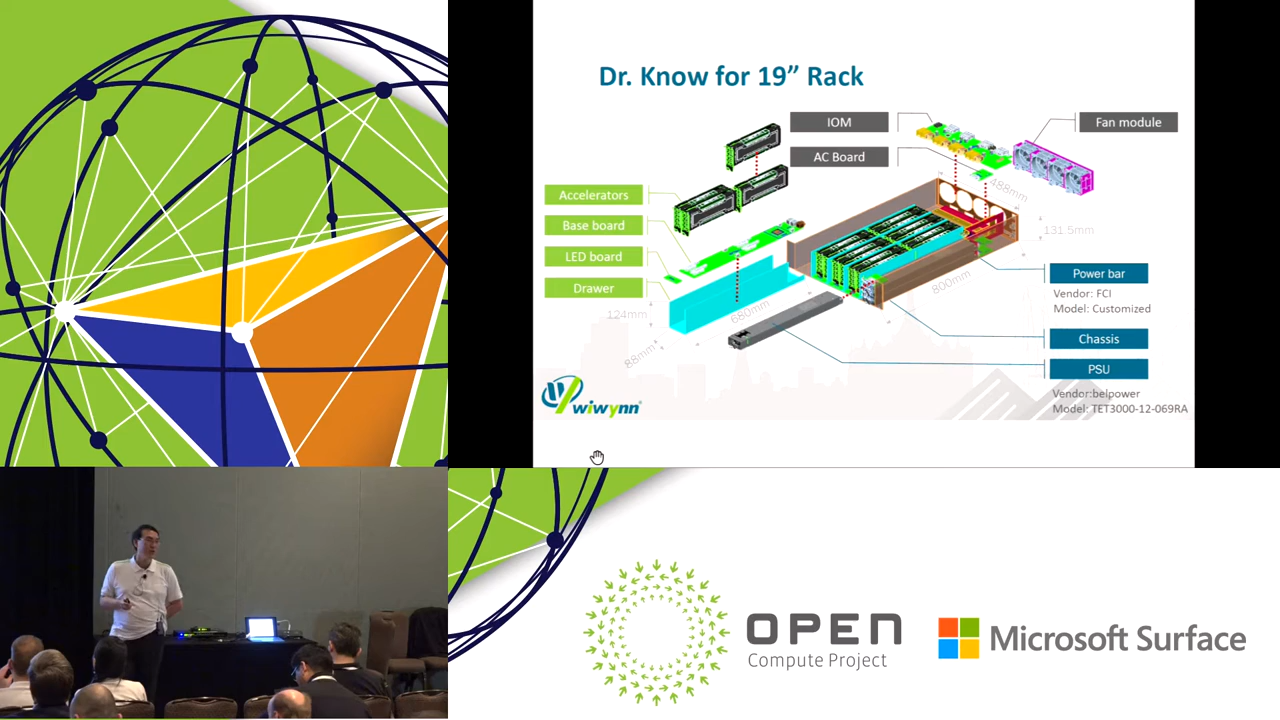 Dr. Know for 19” Rack
IOM
Fan module
AC Board
Accelerators
Base board
LED board
Drawer
488mm
131.5mm
800mm
124mm
680mm
88mm
Power bar
Vendor: FCI
Model: Customized
Chassis
PSU
Vendor:belpower
Model: TET3000-12-069RA
wiwynn
OPEN
Compute Project
Microsoft Surface